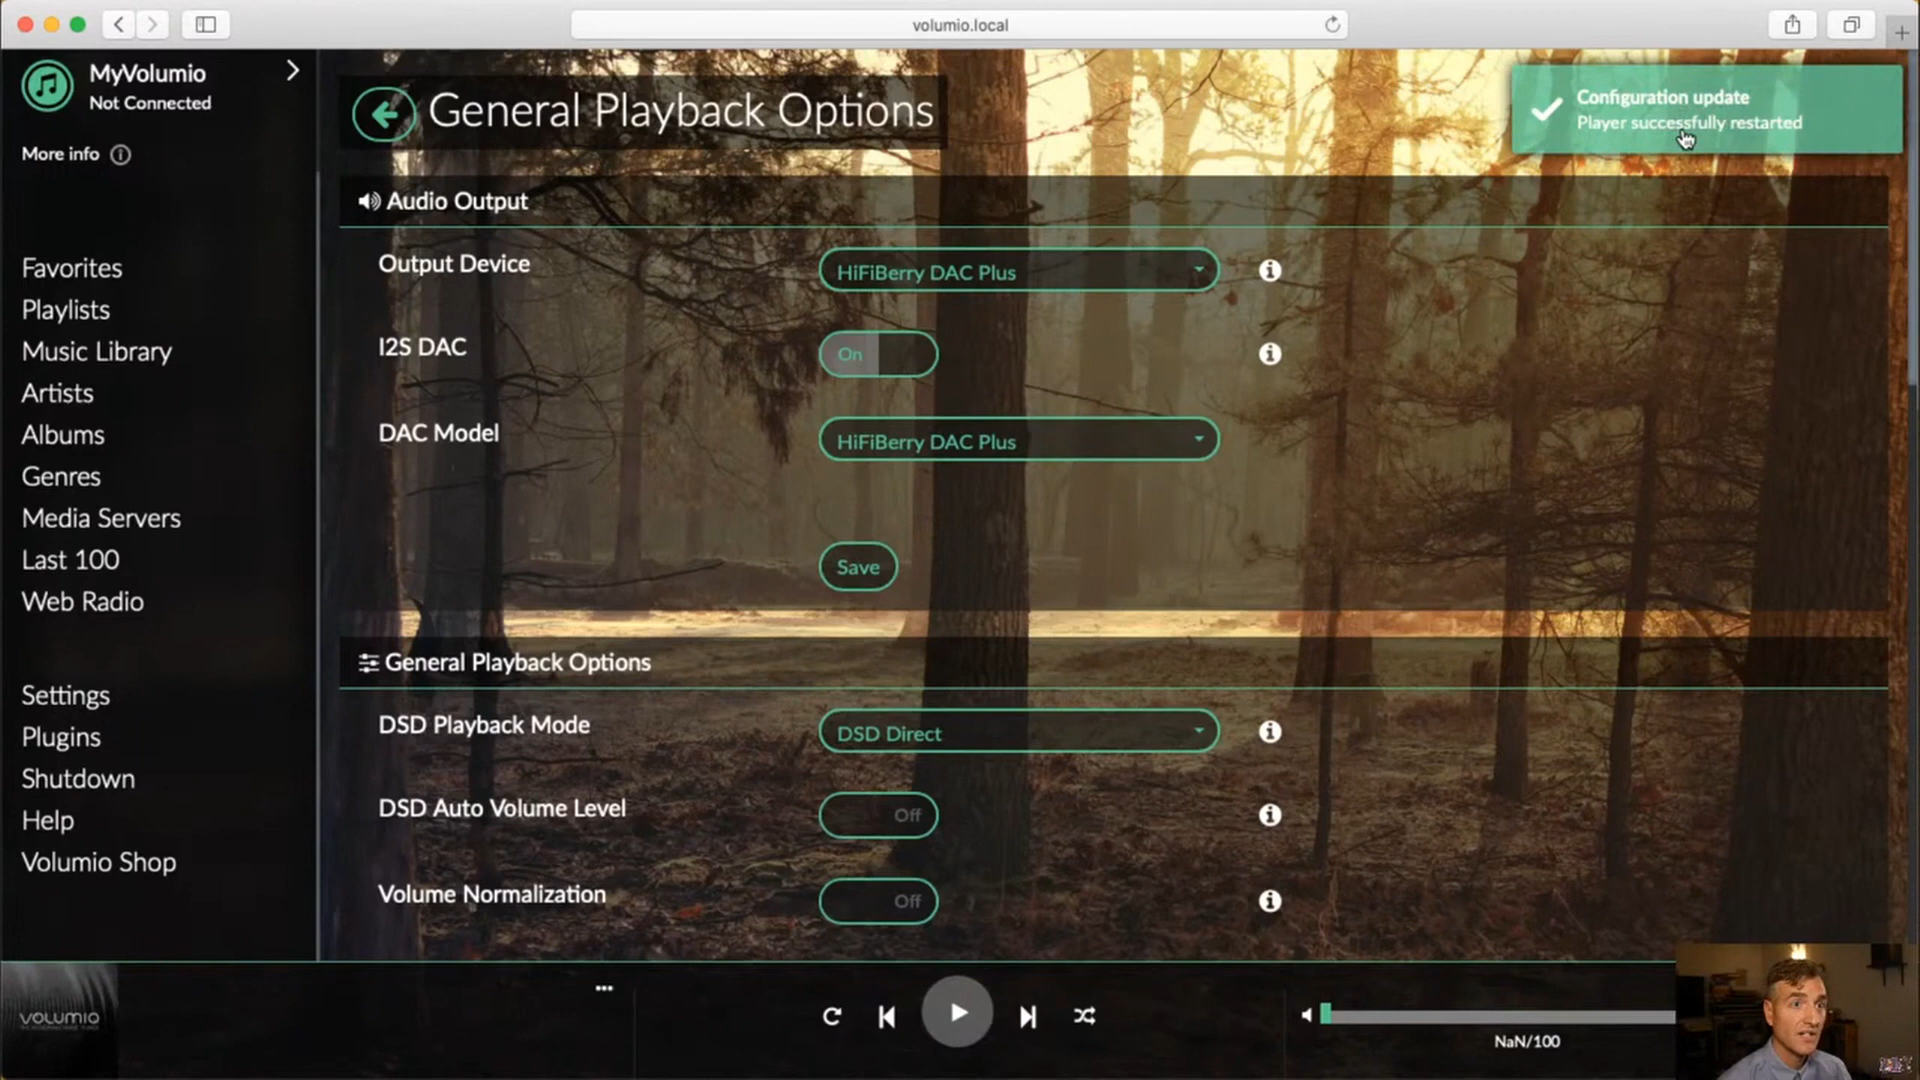 volumio.local
MyVolumio
Not Connected
More info
Favorites
Playlists
Music Library
Artists
Albums
Genres
Media Servers
Last 100
Web Radio
Settings
Plugins
Shutdown
Help
Volumio Shop
General Playback Options
Configuration update
Player successfully restarted
Audio Output
Output Device
HiFiBerry DAC Plus
I2S DAC
On
DAC Model
HiFiBerry DAC Plus
Save
General Playback Options
DSD Playback Mode
DSD Direct
DSD Auto Volume Level
Off
Volume Normalization
Off
VOLUMIO
NaN/100